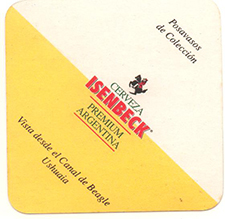 Posavasos
de Colección
CERVEZA
ISENBECK
PREMIUM
ARGENTINA
Vista desde el Canal de Beagle
Ushuaia